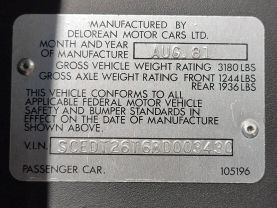 MANUFACTURED BY
DELOREAN MOTOR CARS LTD.
MONTH AND YEAR
OF MANUFACTURE AUG. 81
GROSS VEHICLE WEIGHT RATING 3180 LBS
GROSS AXLE WEIGHT RATING FRONT 1244 LBS
REAR 1936 LBS
THIS VEHICLE CONFORMS TO ALL
APPLICABLE FEDERAL MOTOR VEHICLE
SAFETY AND BUMPER STANDARDS IN
EFFECT ON THE DATE OF MANUFACTURE
SHOWN ABOVE.
V.I.N.
PASSENGER CAR. 105196